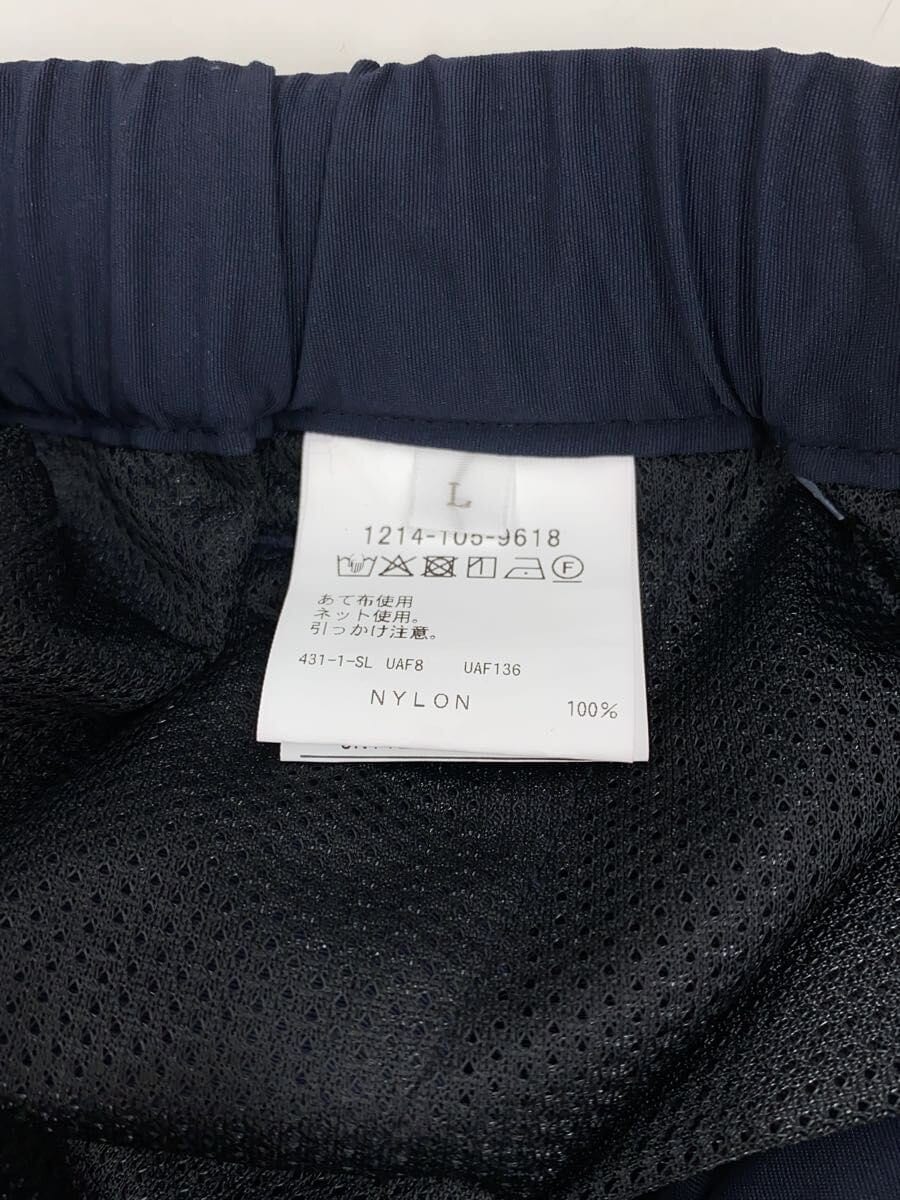 L
1214-105-9618
F
あて布使用
ネット使用。
引っかけ注意。
431-1-SL UAF8 UAF136
NYLON 100%